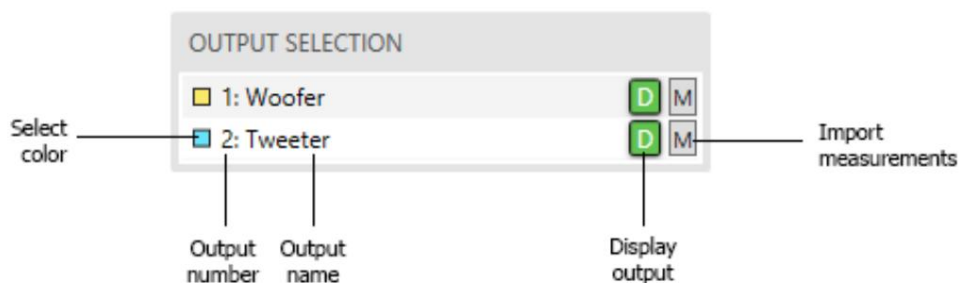 OUTPUT SELECTION
1: Woofer D M
2: Tweeter D M
Select
color
Import
measurements
Output
number
Output
name
Display
output